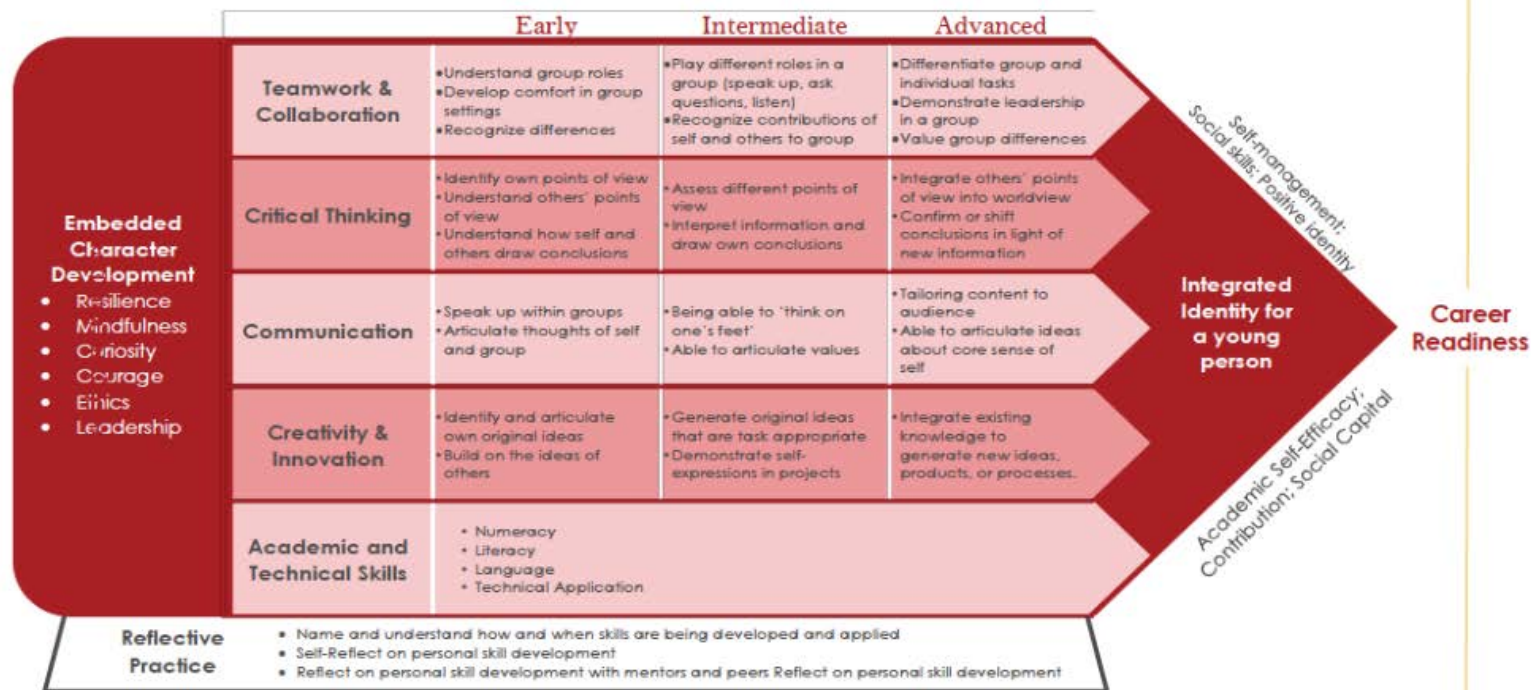 Early Intermediate Advanced
Embedded
Character
Development
• Resilience
• Mindfulness
• Curiosity
• Courage
• Ethics
• Leadership
Teamwork &
Collaboration
•Understand group roles
•Develop comfort in group
settings
•Recognize differences
•Play different roles in a
group (speak up, ask
questions, listen)
•Recognize contributions of
self and others to group
•Differentiate group and
individual tasks
•Demonstrate leadership
in a group
•Value group differences
Critical Thinking
•Identify own points of view
•Understand others' points
of view
•Understand how self and
others draw conclusions
•Assess different points of
view
•Interpret information and
draw own conclusions
•Integrate others' points
of view into worldview
•Confirm or shift
conclusions in light of
new information
Communication
•Speak up within groups
•Articulate thoughts of self
and group
•Being able to 'think on
one's feet'
•Able to articulate values
•Tailoring content to
audience
•Able to articulate ideas
about core sense of
self
Creativity &
Innovation
•Identify and articulate
own original ideas
•Build on the ideas of
others
•Generate original ideas
that are task appropriate
•Demonstrate self-
expressions in projects
•Integrate existing
knowledge to
generate new ideas,
products, or processes.
Academic and
Technical Skills
• Numeracy
• Literacy
• Language
• Technical Application
Self-management;
Social skills; Positive identity
Integrated
Identity for
a young
person
Academic Self-Efficacy;
Contribution; Social Capital
Career
Readiness
Reflective
Practice
• Name and understand how and when skills are being developed and applied
• Self-Reflect on personal skill development
• Reflect on personal skill development with mentors and peers Reflect on personal skill development